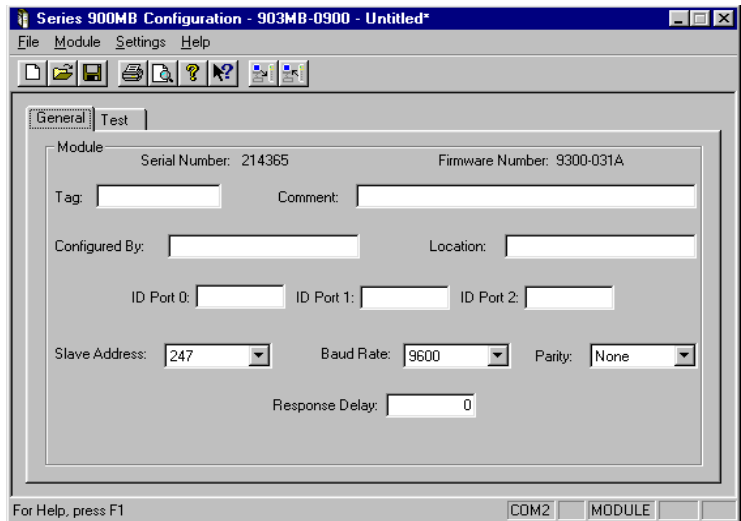 Series 900MB Configuration - 903MB-0900 - Untitled*
File Module Settings Help
General Test
Module
Serial Number: 214365 Firmware Number: 9300-031A
Tag: Comment:
Configured By: Location:
ID Port 0: ID Port 1: ID Port 2:
Slave Address: 247 Baud Rate: 9600 Parity: None
Response Delay: 0
For Help, press F1 COM2 MODULE